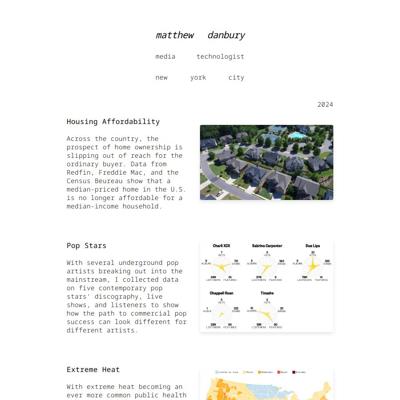 matthew danbury
media technologist
new york city
2024
Housing Affordability
Across the country, the
prospect of home ownership is
slipping out of reach for the
ordinary buyer. Data from
Redfin, Freddie Mac, and the
Census Beureau show that a
median-priced home in the U.S.
is no longer affordable for a
median-income household.
Pop Stars
With several underground pop
artists breaking out into the
mainstream, I collected data
on five contemporary pop
stars' discography, live
shows, and listeners to show
how the path to commercial pop
success can look different for
different artists.
Charli XCX
Sabrina Carpenter
Dua Lipa
Chappell Roan
Tinashe
Extreme Heat
With extreme heat becoming an
ever more common public health